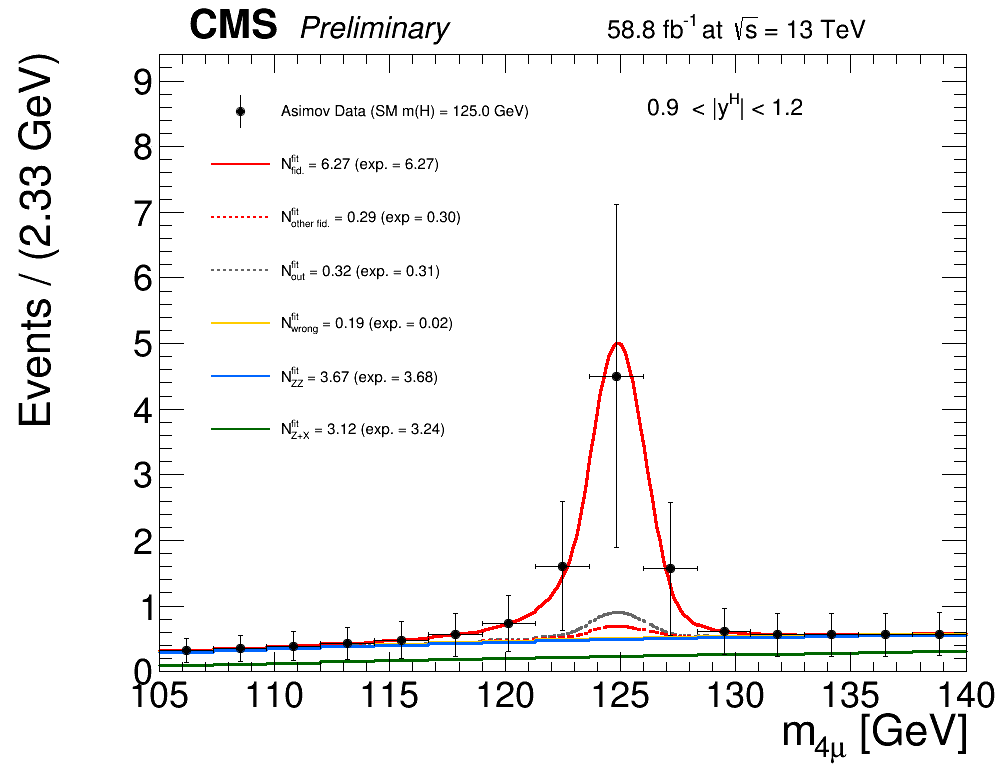 CMS Preliminary 58.8 fb⁻¹ at √s = 13 TeV
Events / (2.33 GeV)
0.9 < |yᴴ| < 1.2
Asimov Data (SM m(H) = 125.0 GeV)
N^fit_fid. = 6.27 (exp. = 6.27)
N^fit_other fid. = 0.29 (exp = 0.30)
N^fit_out = 0.32 (exp. = 0.31)
N^fit_wrong = 0.19 (exp. = 0.02)
N^fit_ZZ = 3.67 (exp. = 3.68)
N^fit_Z+X = 3.12 (exp. = 3.24)
9
8
7
6
5
4
3
2
1
0
105 110 115 120 125 130 135 140
m_4μ [GeV]